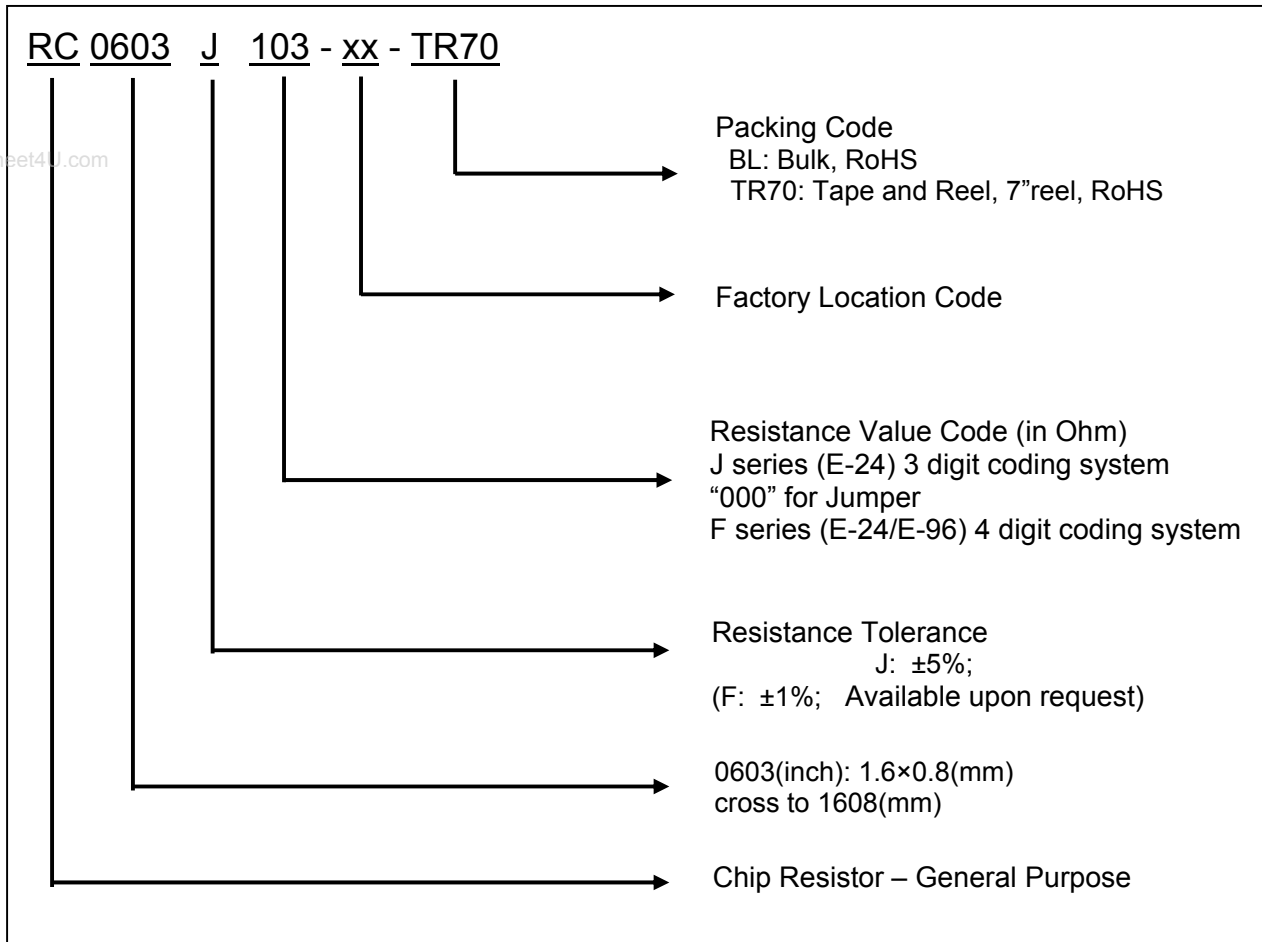 RC 0603 J 103 - xx - TR70
Packing Code
BL: Bulk, RoHS
TR70: Tape and Reel, 7”reel, RoHS
eet4U.com
Factory Location Code
Resistance Value Code (in Ohm)
J series (E-24) 3 digit coding system
“000” for Jumper
F series (E-24/E-96) 4 digit coding system
Resistance Tolerance
J: ±5%;
(F: ±1%; Available upon request)
0603(inch): 1.6×0.8(mm)
cross to 1608(mm)
Chip Resistor – General Purpose